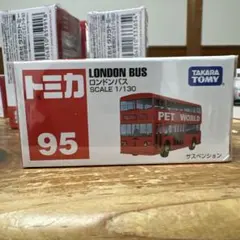 トミカ
LONDON BUS
ロンドンバス
SCALE 1/130
TAKARA
TOMY
95
PET WORLD
サスペンション